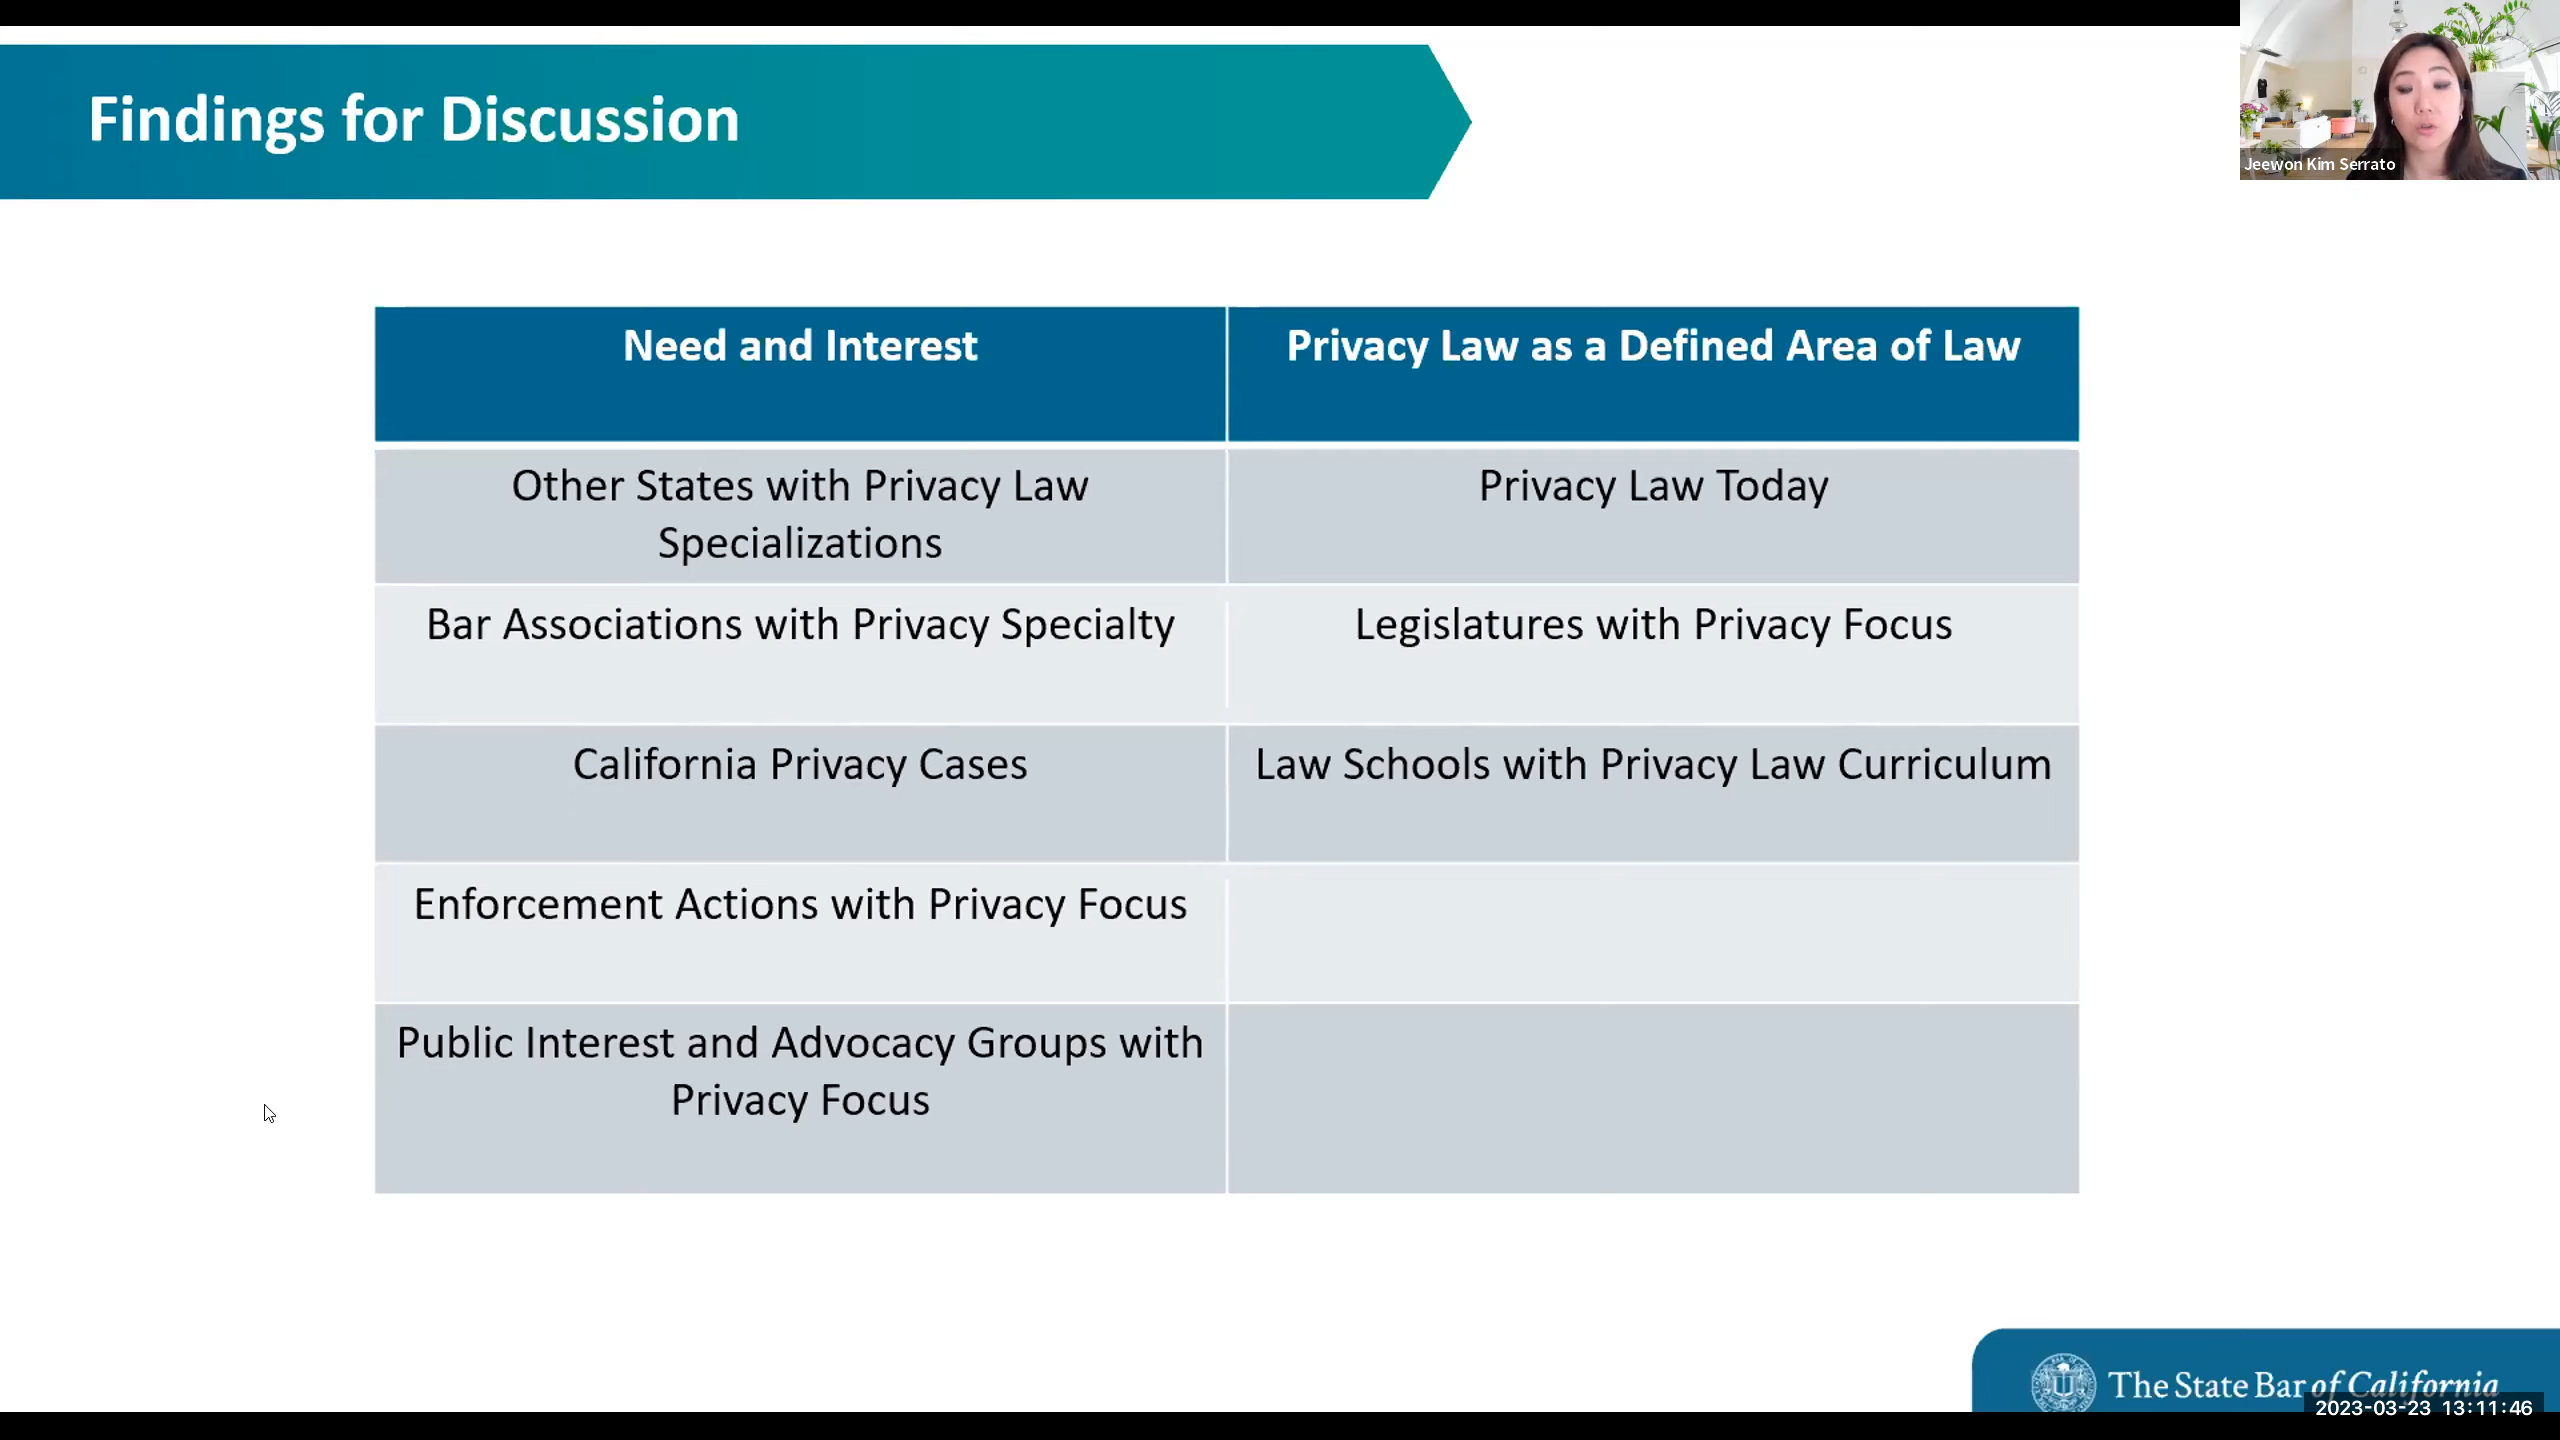 Findings for Discussion
Jeewon Kim Serrato
Need and Interest
Privacy Law as a Defined Area of Law
Other States with Privacy Law
Specializations
Privacy Law Today
Bar Associations with Privacy Specialty
Legislatures with Privacy Focus
California Privacy Cases
Law Schools with Privacy Law Curriculum
Enforcement Actions with Privacy Focus
Public Interest and Advocacy Groups with
Privacy Focus
The State Bar of California
2023-03-23 13:11:46